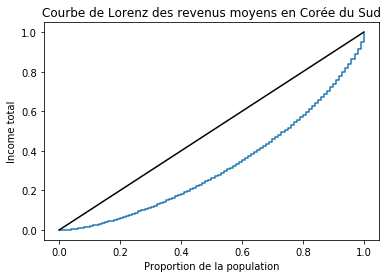 Courbe de Lorenz des revenus moyens en Corée du Sud
1.0
0.8
0.6
0.4
0.2
0.0
Income total
0.0 0.2 0.4 0.6 0.8 1.0
Proportion de la population